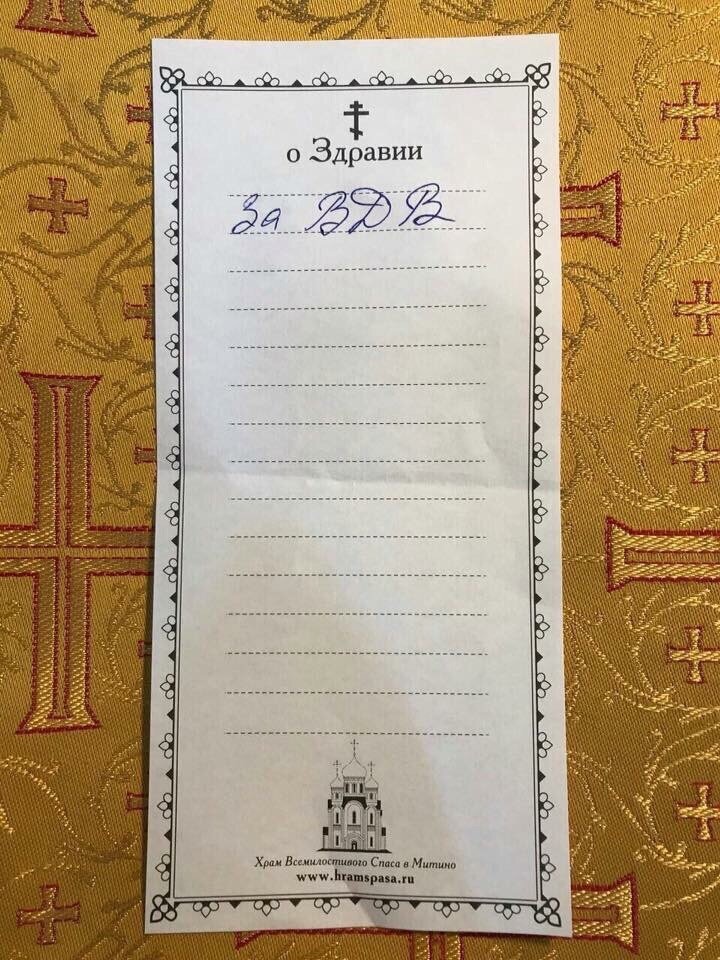 о Здравии
За ВДВ
Храм Всемилостивого Спаса в Митино
www.hramspasa.ru